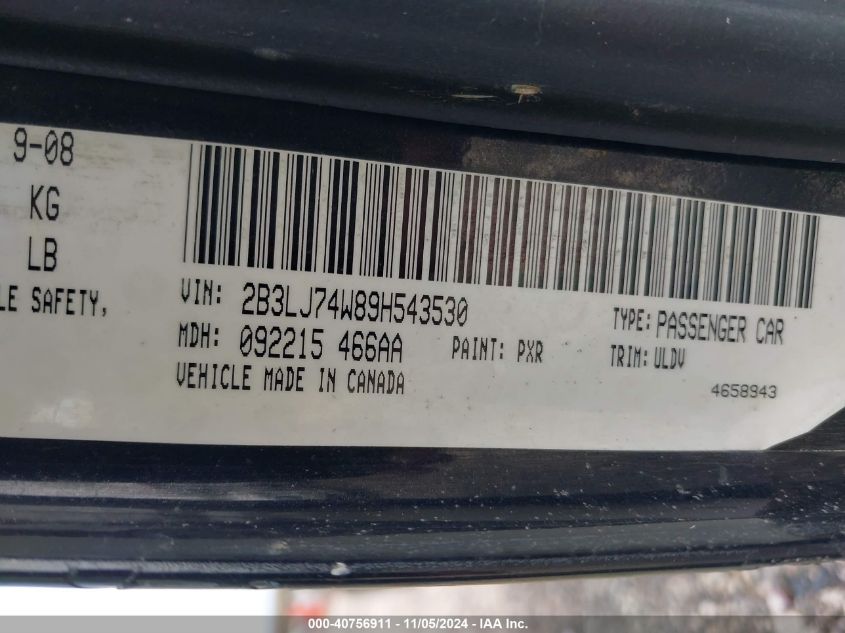 9-08
KG
LB
LE SAFETY,
VIN: 2B3LJ74W89H543530
TYPE: PASSENGER CAR
MDH: 092215 466AA
PAINT: PXR
TRIM: ULDV
VEHICLE MADE IN CANADA
4658943
000-40756911 - 11/05/2024 - IAA Inc.